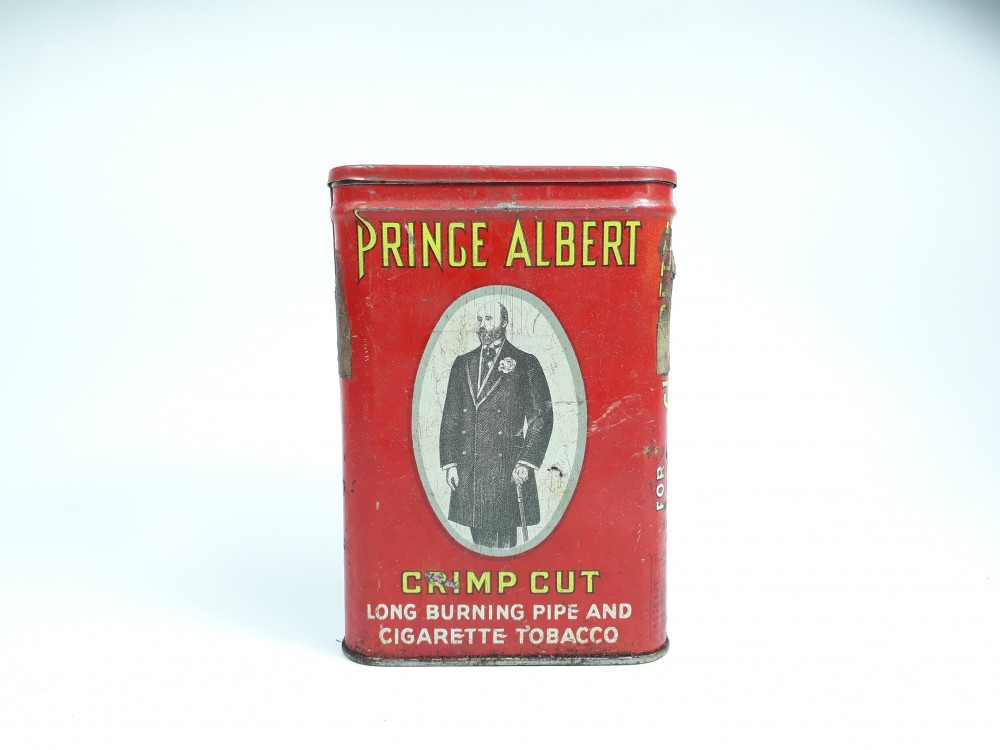 PRINCE ALBERT
CRIMP CUT
LONG BURNING PIPE AND
CIGARETTE TOBACCO
FOR